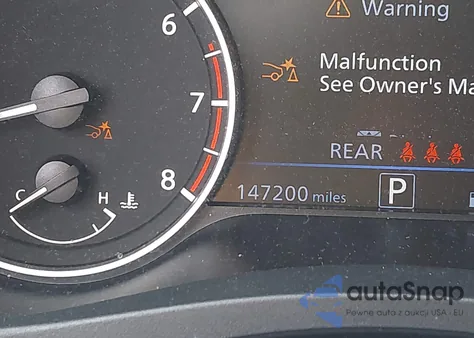 Warning
6
Malfunction
See Owner's Ma
7
REAR
8
147200 miles P
C H
autaSnap
Pewne auta z aukcji USA - EU